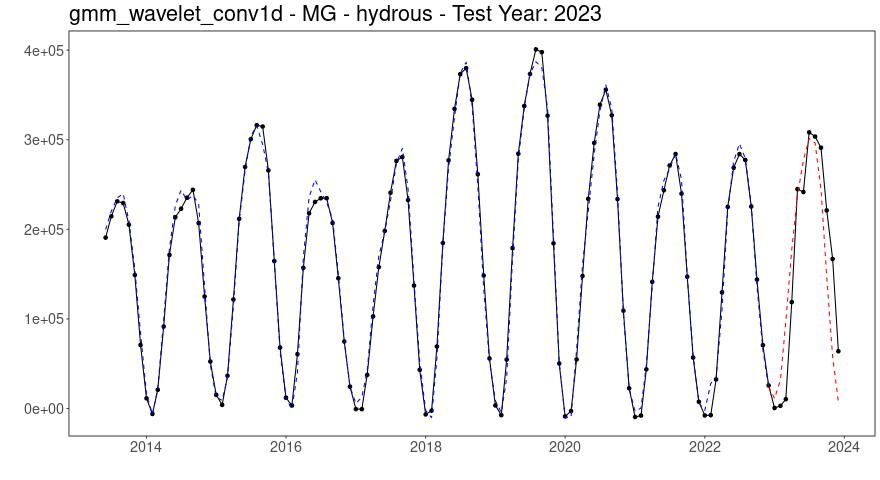 gmm_wavelet_conv1d - MG - hydrous - Test Year: 2023
4e+05
3e+05
2e+05
1e+05
0e+00
2014 2016 2018 2020 2022 2024